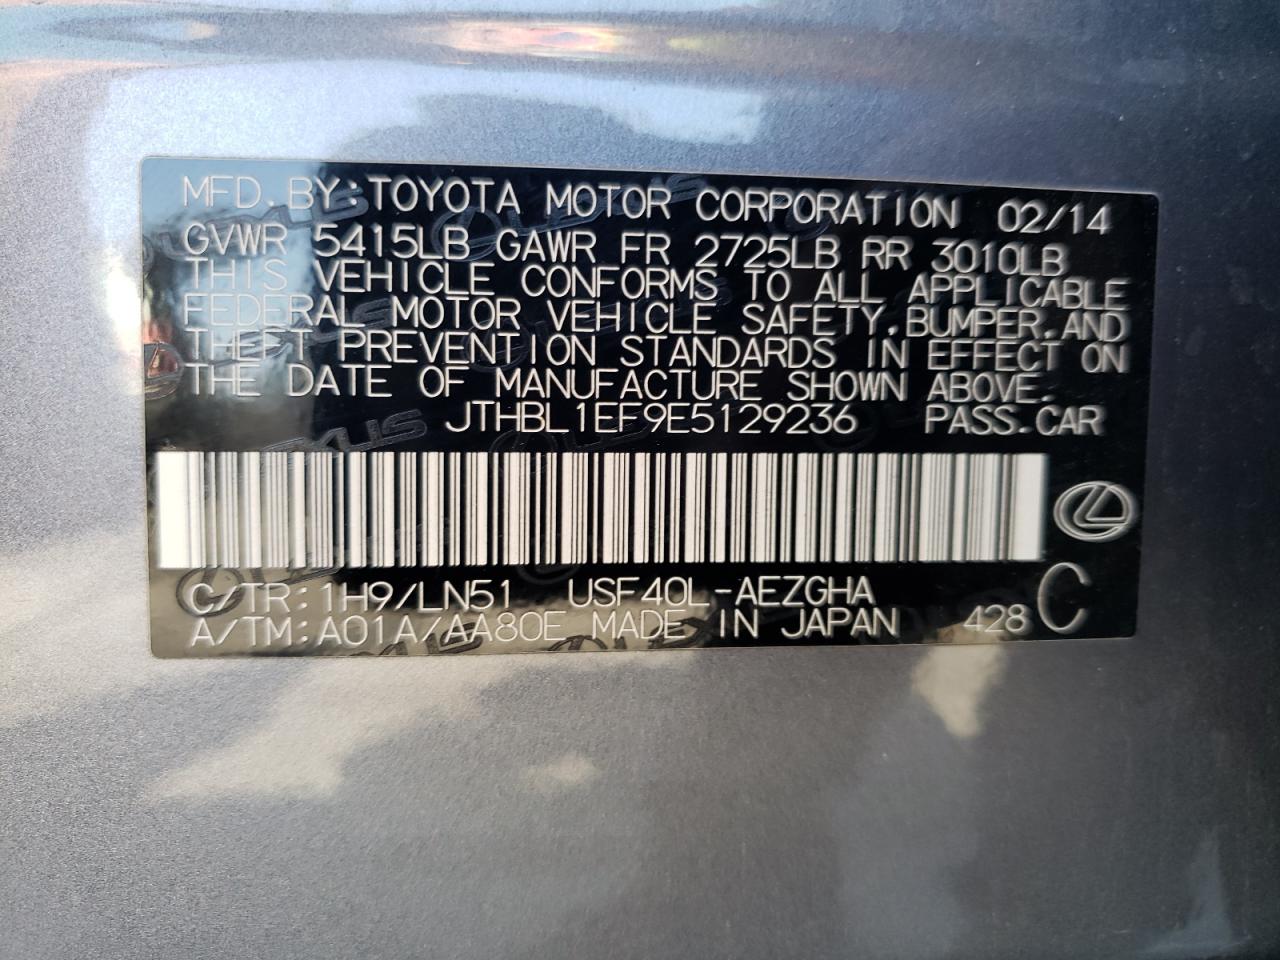 MFD.BY:TOYOTA MOTOR CORPORATION 02/14
GVWR 5415LB GAWR FR 2725LB RR 3010LB
THIS VEHICLE CONFORMS TO ALL APPLICABLE
FEDERAL MOTOR VEHICLE SAFETY,BUMPER,AND
THEFT PREVENTION STANDARDS IN EFFECT ON
THE DATE OF MANUFACTURE SHOWN ABOVE.
JTHBL1EF9E5129236 PASS.CAR
C/TR:1H9/LN51 USF40L-AEZGHA
A/TM:A01A/AA80E MADE IN JAPAN 428 C